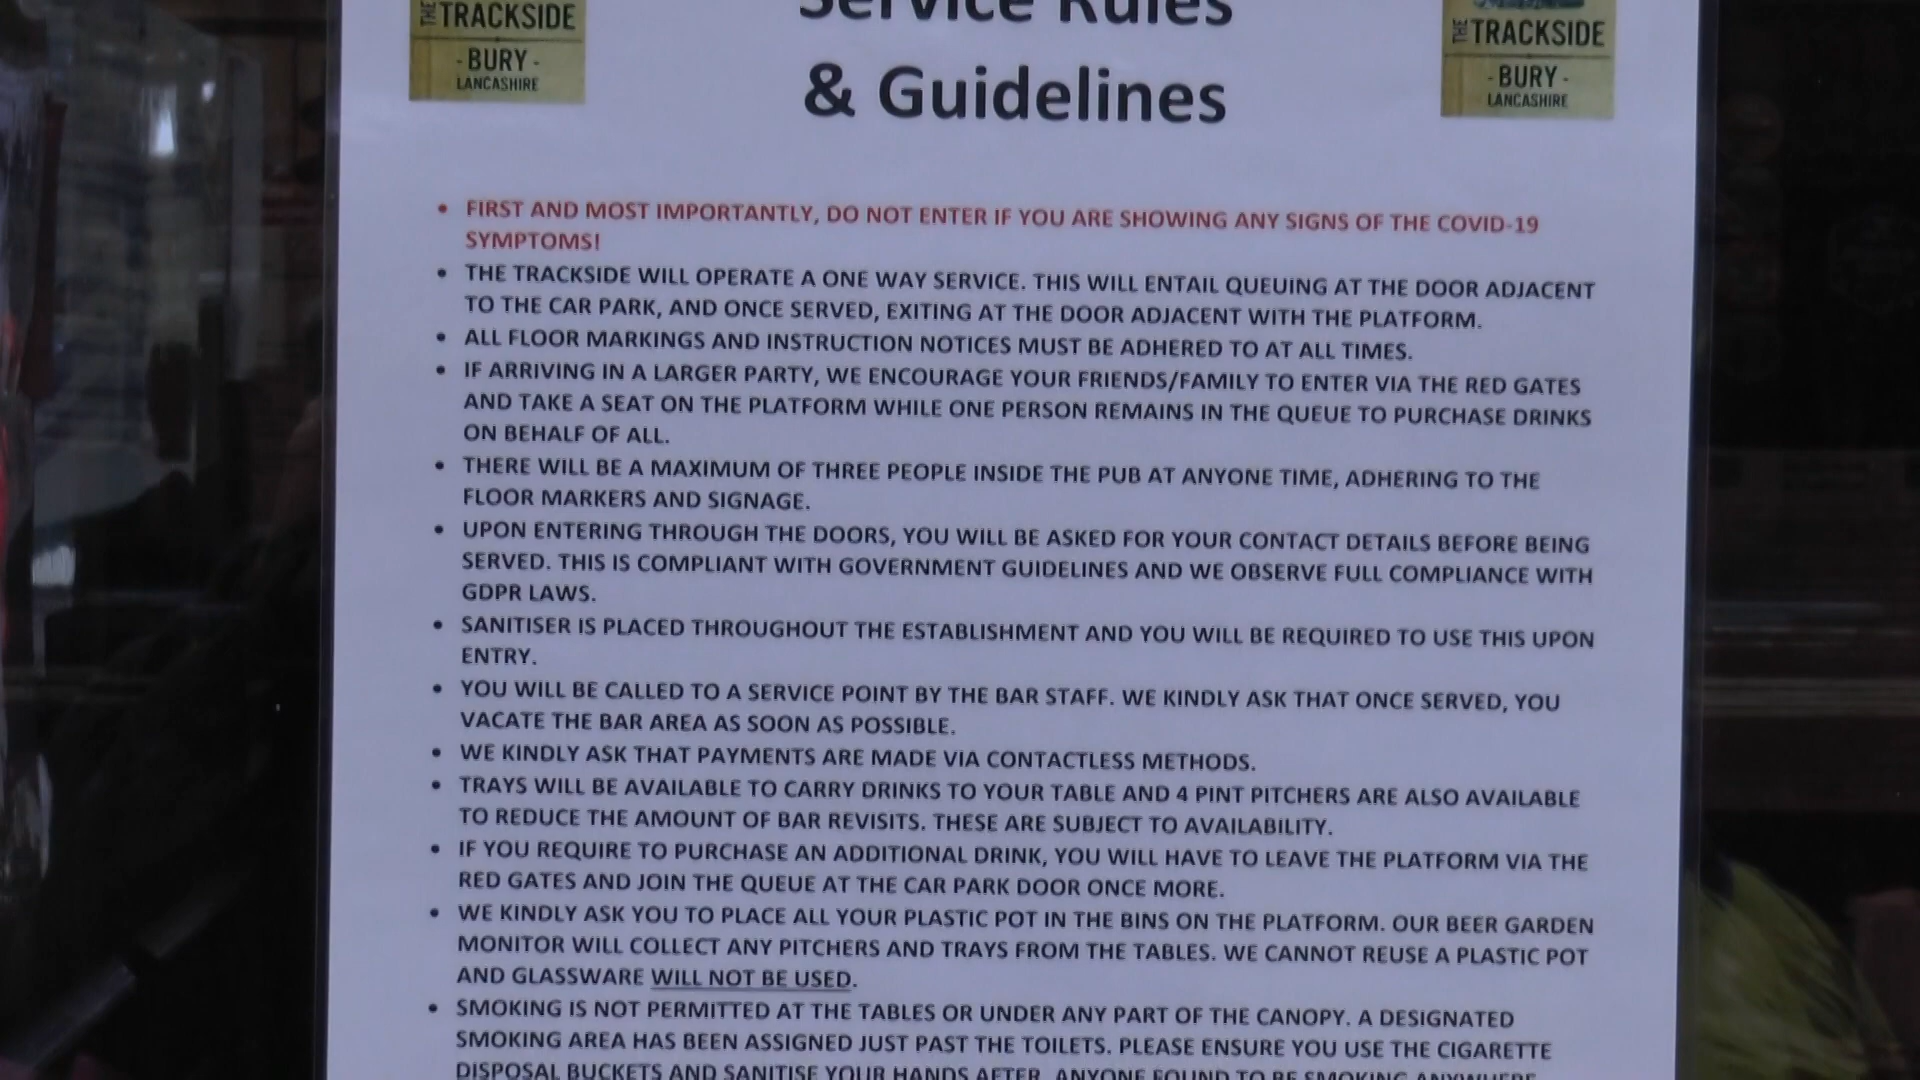 THE TRACKSIDE
- BURY -
LANCASHIRE
Service Rules
& Guidelines
THE TRACKSIDE
- BURY -
LANCASHIRE
• FIRST AND MOST IMPORTANTLY, DO NOT ENTER IF YOU ARE SHOWING ANY SIGNS OF THE COVID-19
SYMPTOMS!
• THE TRACKSIDE WILL OPERATE A ONE WAY SERVICE. THIS WILL ENTAIL QUEUING AT THE DOOR ADJACENT
TO THE CAR PARK, AND ONCE SERVED, EXITING AT THE DOOR ADJACENT WITH THE PLATFORM.
• ALL FLOOR MARKINGS AND INSTRUCTION NOTICES MUST BE ADHERED TO AT ALL TIMES.
• IF ARRIVING IN A LARGER PARTY, WE ENCOURAGE YOUR FRIENDS/FAMILY TO ENTER VIA THE RED GATES
AND TAKE A SEAT ON THE PLATFORM WHILE ONE PERSON REMAINS IN THE QUEUE TO PURCHASE DRINKS
ON BEHALF OF ALL.
• THERE WILL BE A MAXIMUM OF THREE PEOPLE INSIDE THE PUB AT ANYONE TIME, ADHERING TO THE
FLOOR MARKERS AND SIGNAGE.
• UPON ENTERING THROUGH THE DOORS, YOU WILL BE ASKED FOR YOUR CONTACT DETAILS BEFORE BEING
SERVED. THIS IS COMPLIANT WITH GOVERNMENT GUIDELINES AND WE OBSERVE FULL COMPLIANCE WITH
GDPR LAWS.
• SANITISER IS PLACED THROUGHOUT THE ESTABLISHMENT AND YOU WILL BE REQUIRED TO USE THIS UPON
ENTRY.
• YOU WILL BE CALLED TO A SERVICE POINT BY THE BAR STAFF. WE KINDLY ASK THAT ONCE SERVED, YOU
VACATE THE BAR AREA AS SOON AS POSSIBLE.
• WE KINDLY ASK THAT PAYMENTS ARE MADE VIA CONTACTLESS METHODS.
• TRAYS WILL BE AVAILABLE TO CARRY DRINKS TO YOUR TABLE AND 4 PINT PITCHERS ARE ALSO AVAILABLE
TO REDUCE THE AMOUNT OF BAR REVISITS. THESE ARE SUBJECT TO AVAILABILITY.
• IF YOU REQUIRE TO PURCHASE AN ADDITIONAL DRINK, YOU WILL HAVE TO LEAVE THE PLATFORM VIA THE
RED GATES AND JOIN THE QUEUE AT THE CAR PARK DOOR ONCE MORE.
• WE KINDLY ASK YOU TO PLACE ALL YOUR PLASTIC POT IN THE BINS ON THE PLATFORM. OUR BEER GARDEN
MONITOR WILL COLLECT ANY PITCHERS AND TRAYS FROM THE TABLES. WE CANNOT REUSE A PLASTIC POT
AND GLASSWARE WILL NOT BE USED.
• SMOKING IS NOT PERMITTED AT THE TABLES OR UNDER ANY PART OF THE CANOPY. A DESIGNATED
SMOKING AREA HAS BEEN ASSIGNED JUST PAST THE TOILETS. PLEASE ENSURE YOU USE THE CIGARETTE
DISPOSAL BUCKETS AND SANITISE YOUR HANDS AFTER. ANYONE FOUND TO BE SMOKING ANYWHERE